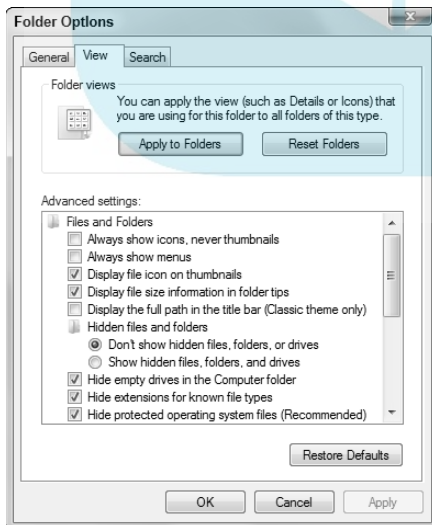 Folder Options
General View Search
Folder views
You can apply the view (such as Details or Icons) that
you are using for this folder to all folders of this type.
Apply to Folders Reset Folders
Advanced settings:
Files and Folders
Always show icons, never thumbnails
Always show menus
Display file icon on thumbnails
Display file size information in folder tips
Display the full path in the title bar (Classic theme only)
Hidden files and folders
Don't show hidden files, folders, or drives
Show hidden files, folders, and drives
Hide empty drives in the Computer folder
Hide extensions for known file types
Hide protected operating system files (Recommended)
Restore Defaults
OK Cancel Apply